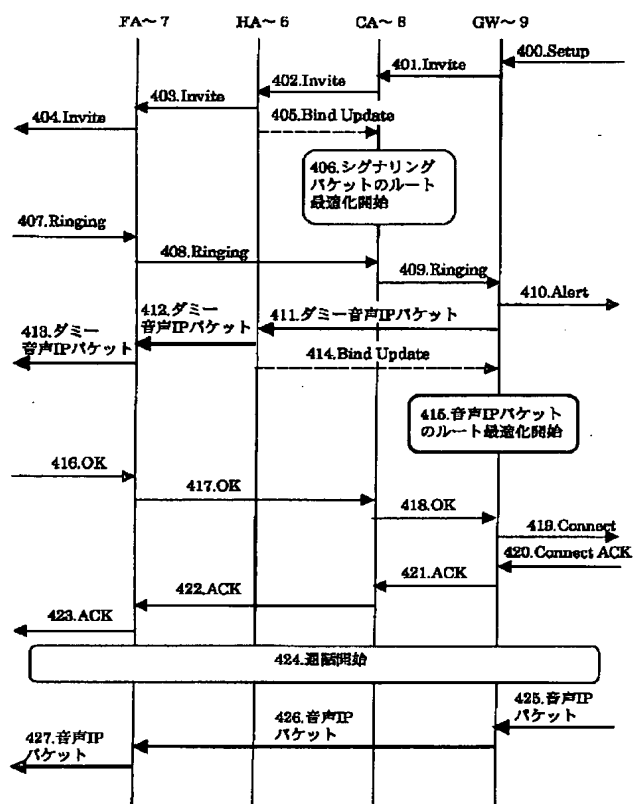 FA～7 HA～6 CA～8 GW～9
400.Setup
401.Invite
402.Invite
403.Invite
404.Invite
405.Bind Update
406.シグナリング
パケットのルート
最適化開始
407.Ringing
408.Ringing
409.Ringing
410.Alert
411.ダミー音声IPパケット
412.ダミー
音声IPパケット
413.ダミー
音声IPパケット
414.Bind Update
415.音声IPパケット
のルート最適化開始
416.OK
417.OK
418.OK
419.Connect
420.Connect ACK
421.ACK
422.ACK
423.ACK
424.通話開始
425.音声IP
パケット
426.音声IP
パケット
427.音声IP
パケット